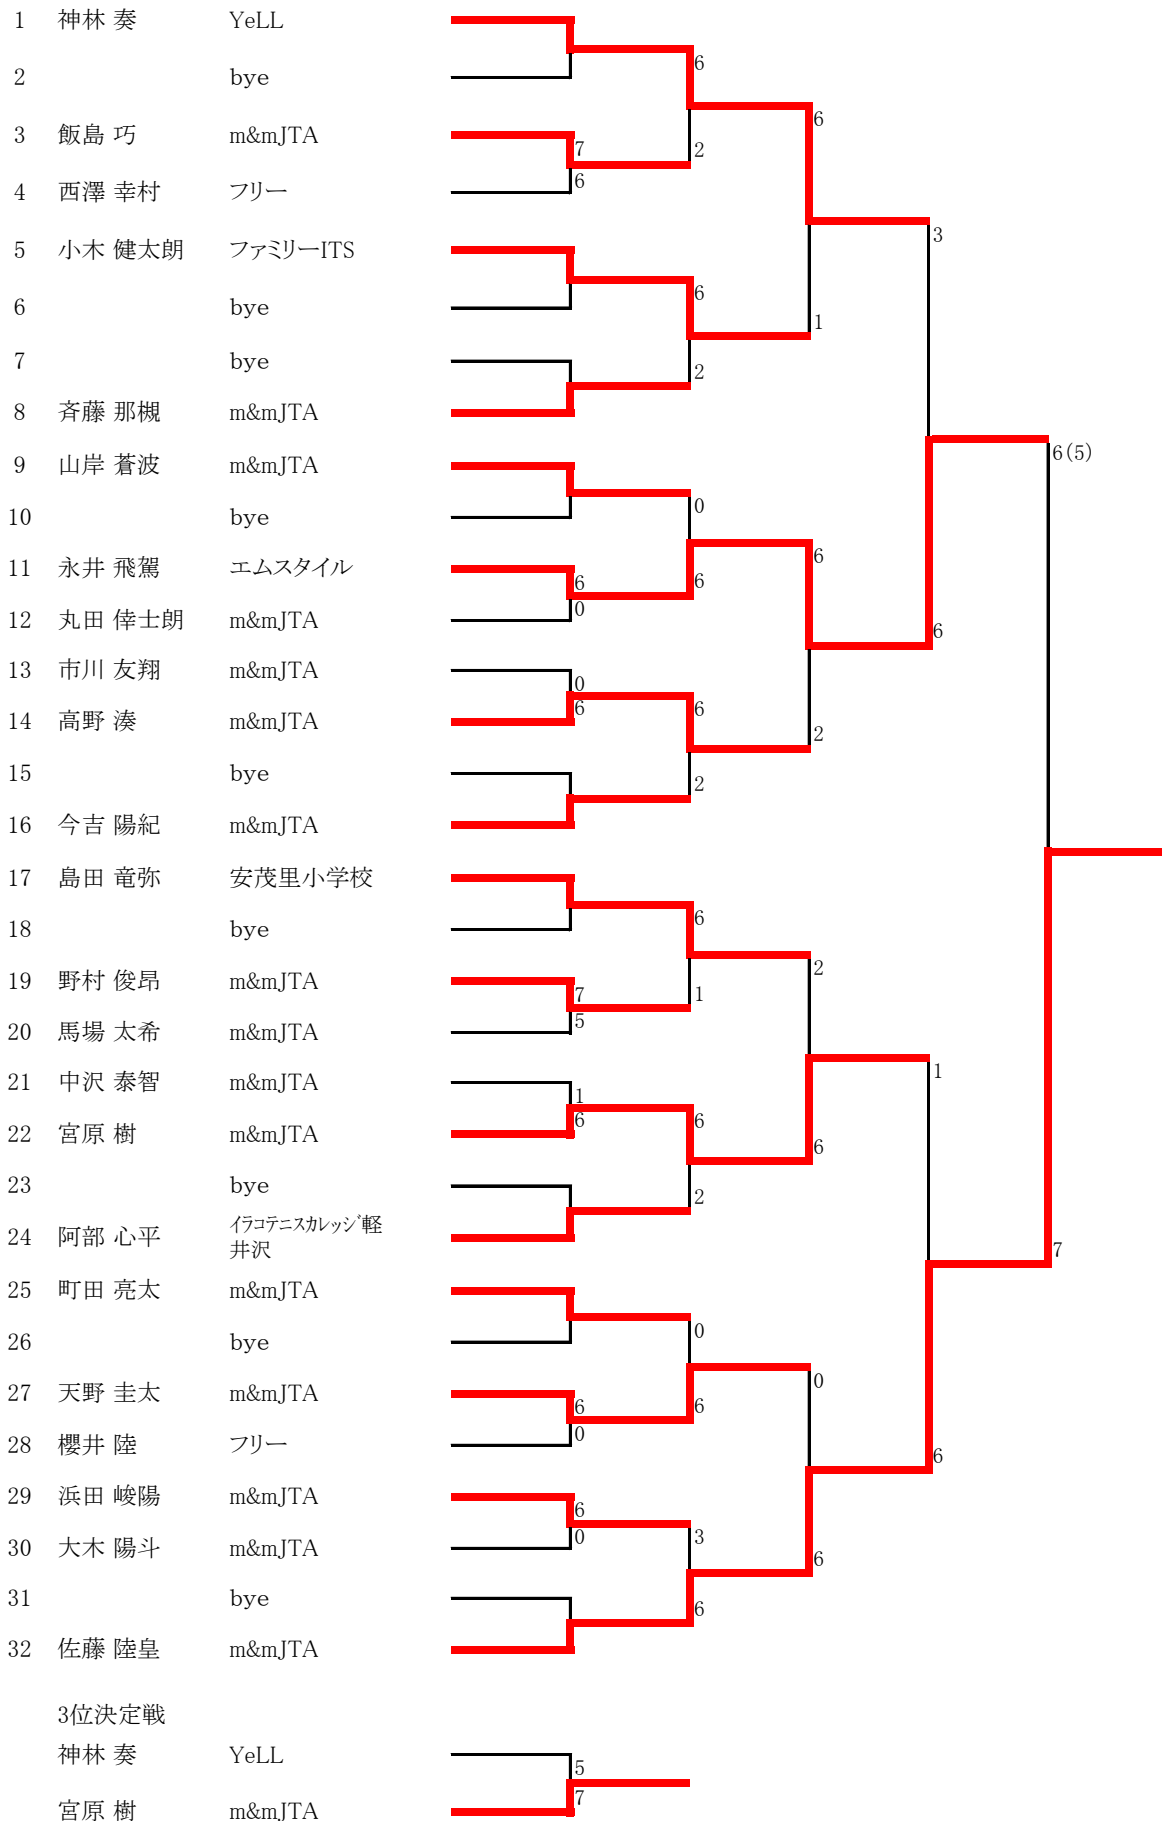 1 神林 奏 YeLL
6
2 bye
6
3 飯島 巧 m&mJTA
7 2
6
4 西澤 幸村 フリー
3
5 小木 健太朗 ファミリーITS
6
6 bye
1
7 bye
2
8 斉藤 那槻 m&mJTA
6(5)
9 山岸 蒼波 m&mJTA
0
10 bye
6
11 永井 飛駕 エムスタイル
6 6
0
12 丸田 倖士朗 m&mJTA
6
13 市川 友翔 m&mJTA
0
6 6
14 高野 湊 m&mJTA
2
15 bye
2
16 今吉 陽紀 m&mJTA
17 島田 竜弥 安茂里小学校
6
18 bye
2
19 野村 俊昂 m&mJTA
7 1
5
20 馬場 太希 m&mJTA
1
21 中沢 泰智 m&mJTA
1
6 6
22 宮原 樹 m&mJTA
6
23 bye
2
24 阿部 心平 イラコテニスカレッジ軽
井沢
7
25 町田 亮太 m&mJTA
0
26 bye
0
27 天野 圭太 m&mJTA
6 6
0
28 櫻井 陸 フリー
6
29 浜田 峻陽 m&mJTA
6
0 3
30 大木 陽斗 m&mJTA
6
31 bye
6
32 佐藤 陸皇 m&mJTA
3位決定戦
神林 奏 YeLL
5
7
宮原 樹 m&mJTA